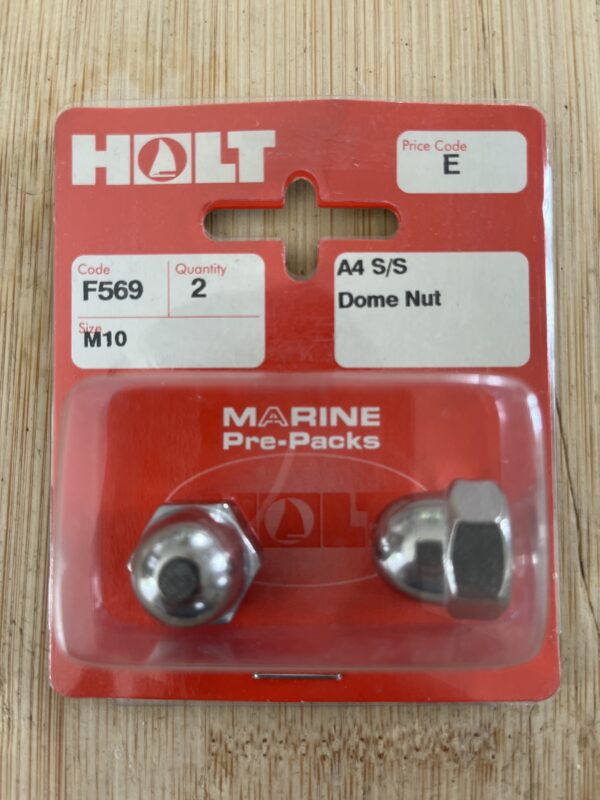 HOLT
Price Code
E
Code
F569
Quantity
2
Size
M10
A4 S/S
Dome Nut
MARINE
Pre-Packs
HOLT